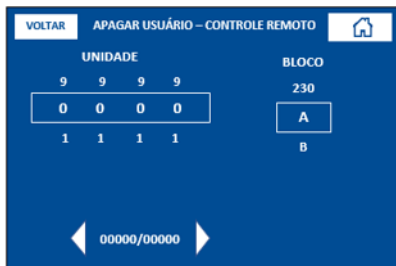 VOLTAR APAGAR USUÁRIO – CONTROLE REMOTO
UNIDADE BLOCO
9 9 9 9 230
0 0 0 0 A
1 1 1 1 B
00000/00000